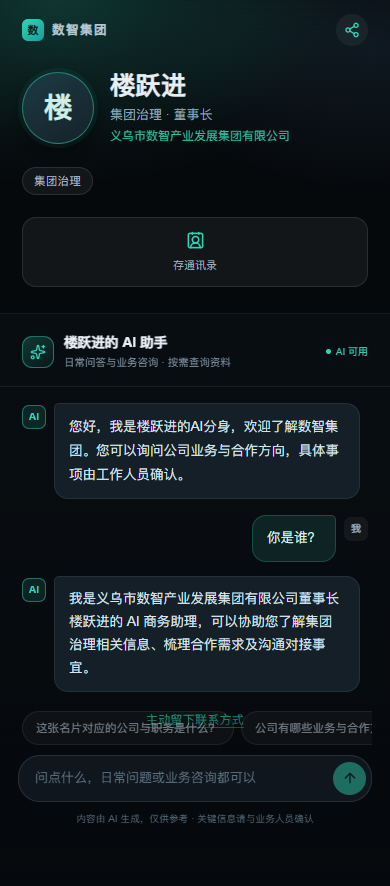 数 数智集团
楼
楼跃进
集团治理 · 董事长
义乌市数智产业发展集团有限公司
集团治理
存通讯录
楼跃进的 AI 助手
日常问答与业务咨询 · 按需查询资料
AI 可用
AI
您好，我是楼跃进的AI分身，欢迎了解数智集
团。您可以询问公司业务与合作方向，具体事
项由工作人员确认。
你是谁？
我
AI
我是义乌市数智产业发展集团有限公司董事长
楼跃进的 AI 商务助理，可以协助您了解集团
治理相关信息、梳理合作需求及沟通对接事
宜。
主动留下联系方式
这张名片对应的公司与职务是什么？
公司有哪些业务与合作
问点什么，日常问题或业务咨询都可以
内容由 AI 生成，仅供参考 · 关键信息请与业务人员确认